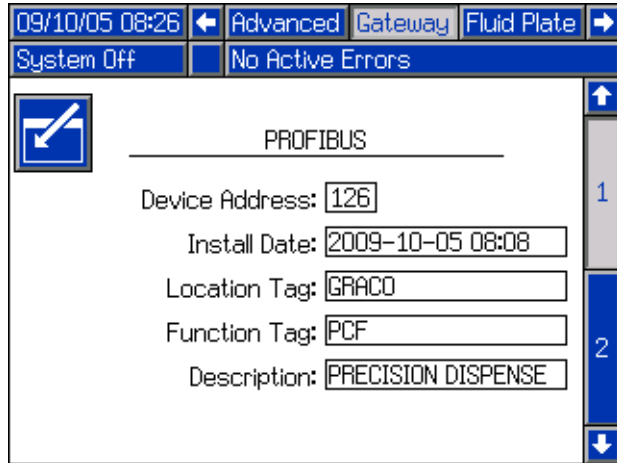 09/10/05 08:26 Advanced Gateway Fluid Plate
System Off No Active Errors
PROFIBUS
Device Address: 126
Install Date: 2009-10-05 08:08
Location Tag: GRACO
Function Tag: PCF
Description: PRECISION DISPENSE
1
2